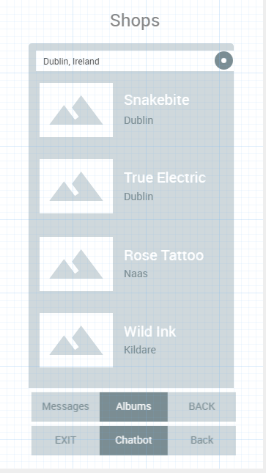 Shops
Dublin, Ireland
Snakebite
Dublin
True Electric
Dublin
Rose Tattoo
Naas
Wild Ink
Kildare
Messages Albums BACK
EXIT Chatbot Back